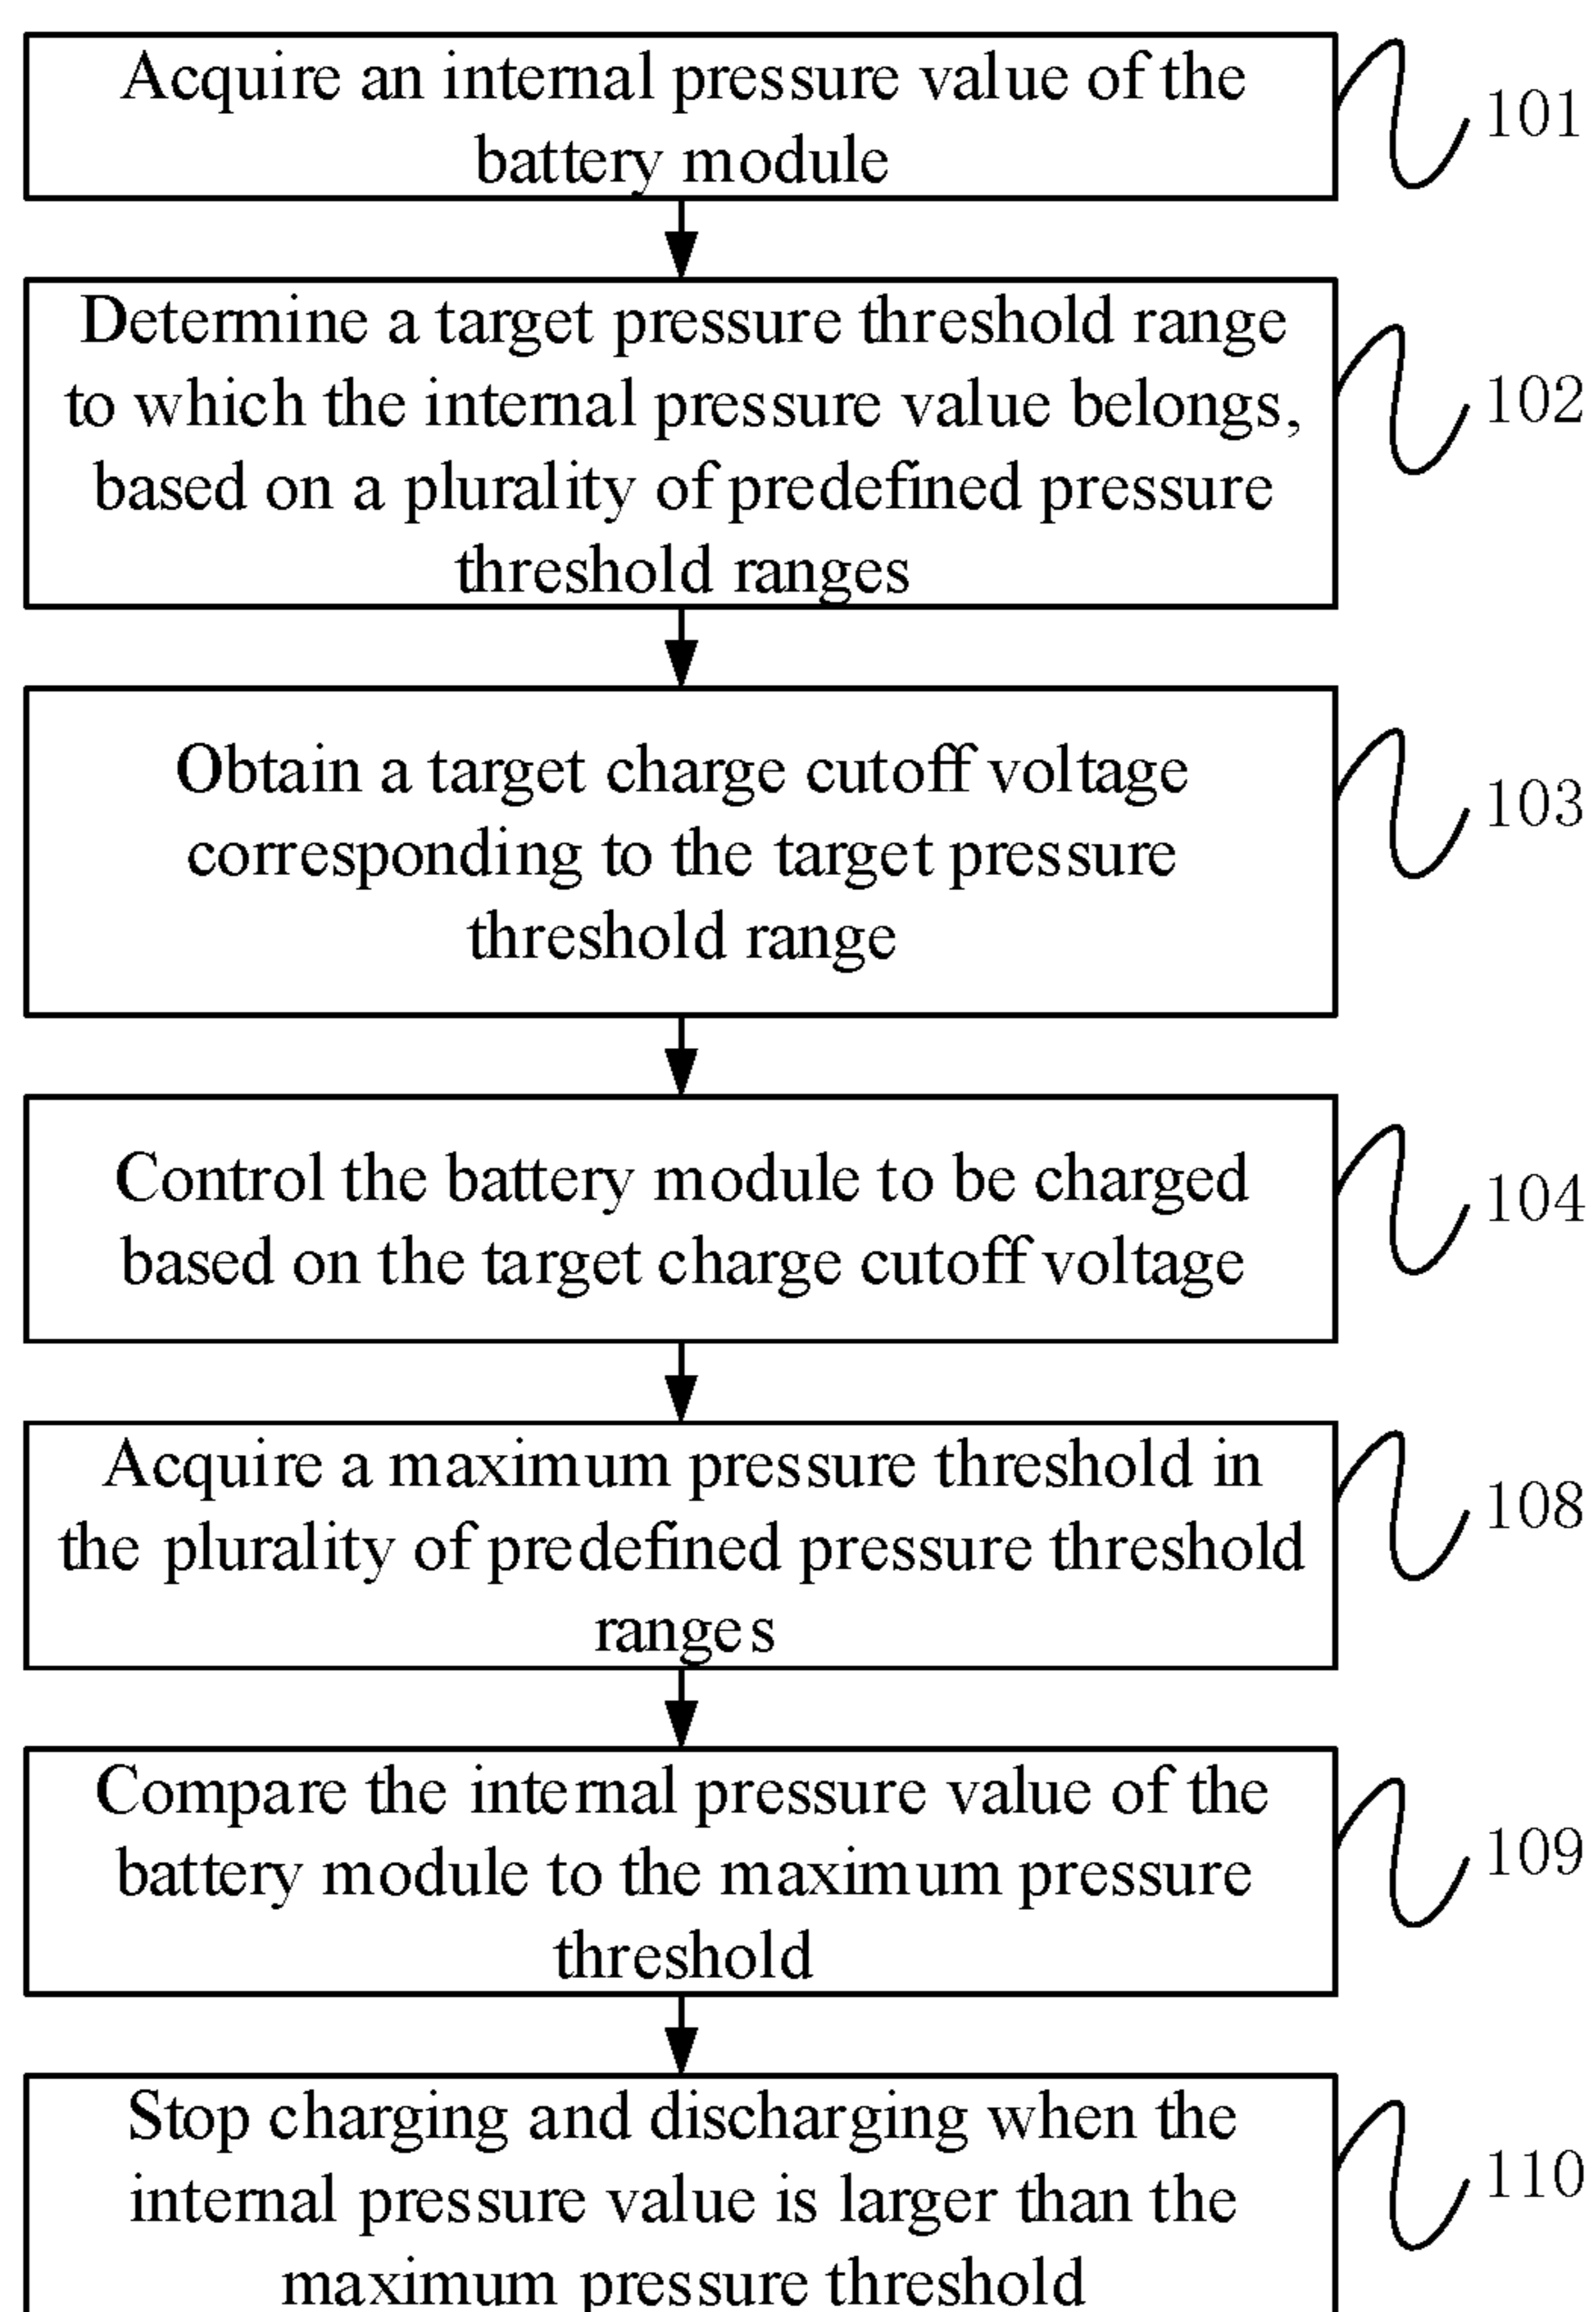 Acquire an internal pressure value of the
battery module
101
Determine a target pressure threshold range
to which the internal pressure value belongs,
based on a plurality of predefined pressure
threshold ranges
102
Obtain a target charge cutoff voltage
corresponding to the target pressure
threshold range
103
Control the battery module to be charged
based on the target charge cutoff voltage
104
Acquire a maximum pressure threshold in
the plurality of predefined pressure threshold
ranges
108
Compare the internal pressure value of the
battery module to the maximum pressure
threshold
109
Stop charging and discharging when the
internal pressure value is larger than the
maximum pressure threshold
110